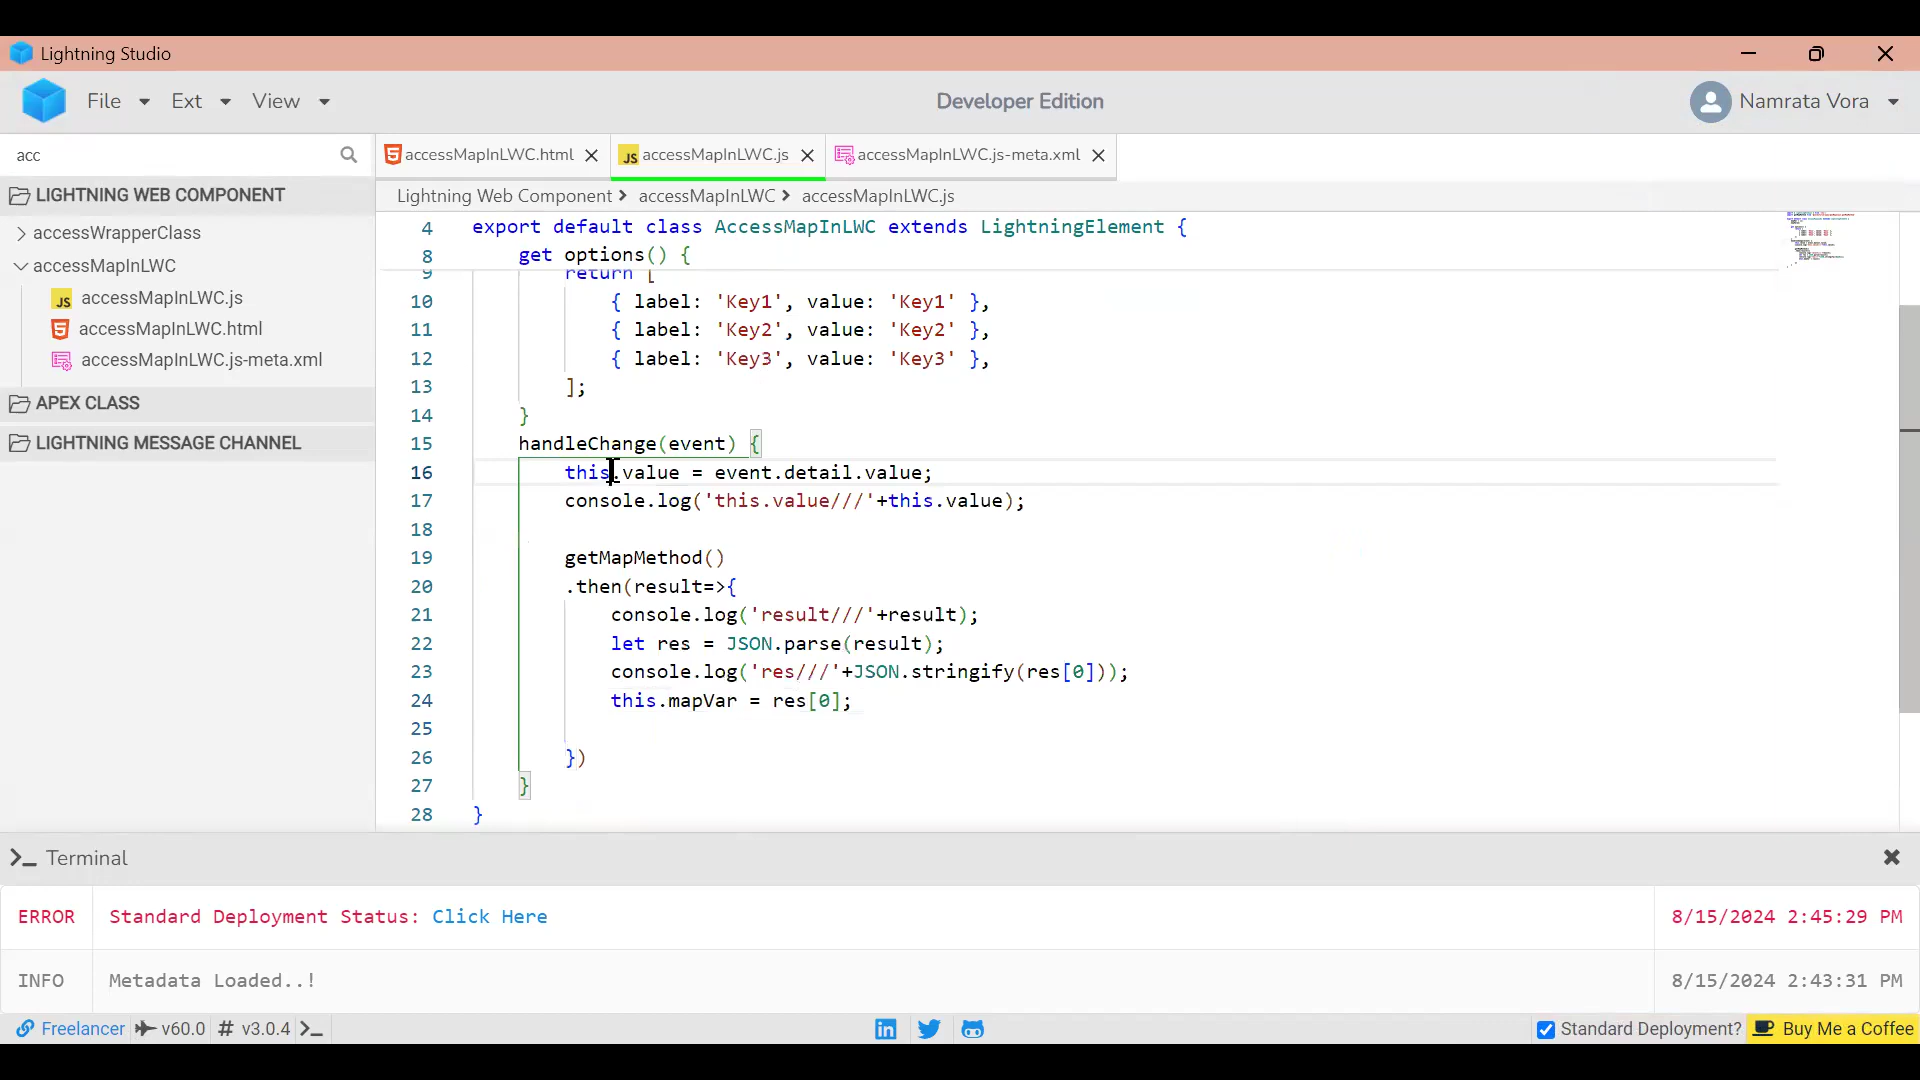 Lightning Studio
File Ext View Developer Edition Namrata Vora
acc
accessMapInLWC.html accessMapInLWC.js accessMapInLWC.js-meta.xml
LIGHTNING WEB COMPONENT
accessWrapperClass
accessMapInLWC
accessMapInLWC.js
accessMapInLWC.html
accessMapInLWC.js-meta.xml
APEX CLASS
LIGHTNING MESSAGE CHANNEL
Lightning Web Component > accessMapInLWC > accessMapInLWC.js
4 export default class AccessMapInLWC extends LightningElement {
8 get options() {
9 return [
10 { label: 'Key1', value: 'Key1' },
11 { label: 'Key2', value: 'Key2' },
12 { label: 'Key3', value: 'Key3' },
13 ];
14 }
15 handleChange(event) {
16 this.value = event.detail.value;
17 console.log('this.value///'+this.value);
18
19 getMapMethod()
20 .then(result=>{
21 console.log('result///'+result);
22 let res = JSON.parse(result);
23 console.log('res///'+JSON.stringify(res[0]));
24 this.mapVar = res[0];
25
26 })
27 }
28 }
Terminal
ERROR Standard Deployment Status: Click Here 8/15/2024 2:45:29 PM
INFO Metadata Loaded..! 8/15/2024 2:43:31 PM
Freelancer v60.0 # v3.0.4 Standard Deployment? Buy Me a Coffee